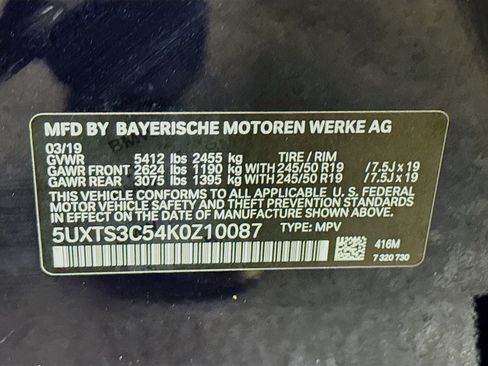 MFD BY BAYERISCHE MOTOREN WERKE AG
03/19
GVWR 5412 lbs 2455 kg TIRE / RIM
GAWR FRONT 2624 lbs 1190 kg WITH 245/50 R19 / 7.5J x 19
GAWR REAR 3075 lbs 1395 kg WITH 245/50 R19 / 7.5J x 19
THIS VEHICLE CONFORMS TO ALL APPLICABLE U. S. FEDERAL
MOTOR VEHICLE SAFETY AND THEFT PREVENTION STANDARDS
IN EFFECT ON THE DATE OF MANUFACTURE SHOWN ABOVE.
5UXTS3C54K0Z10087 TYPE: MPV
416M
7 320 730